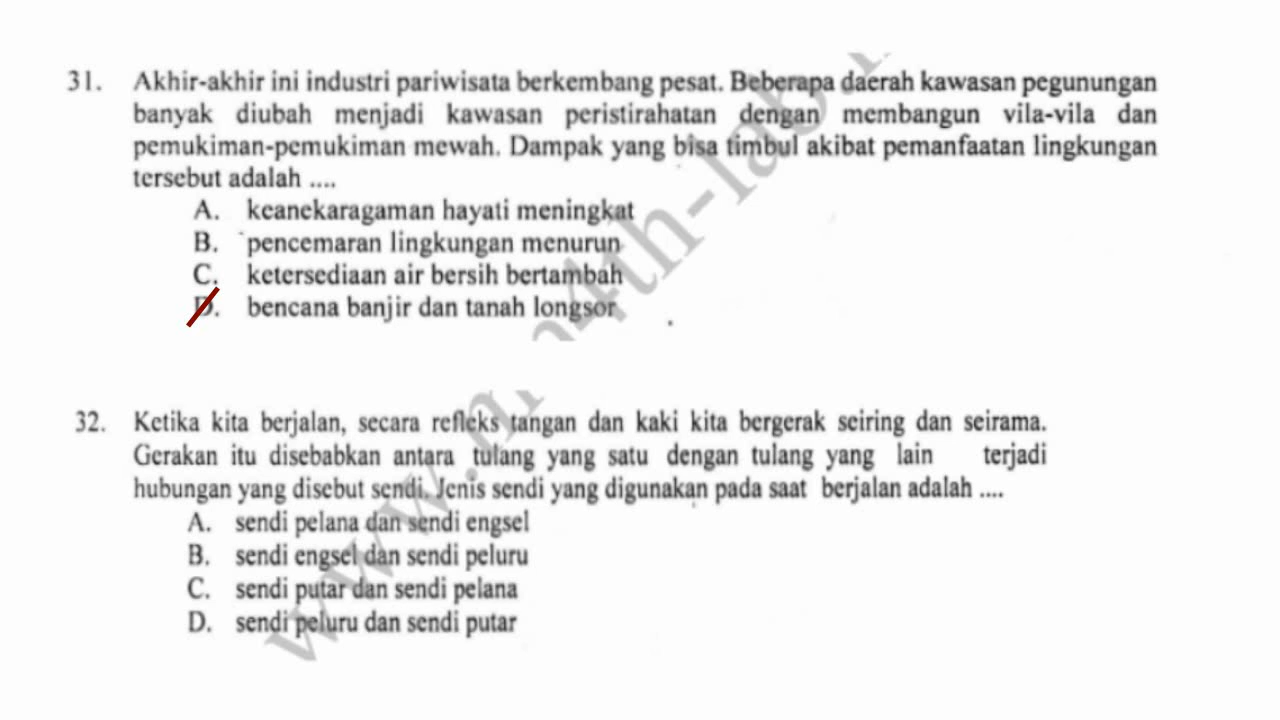 31. Akhir-akhir ini industri pariwisata berkembang pesat. Beberapa daerah kawasan pegunungan
banyak diubah menjadi kawasan peristirahatan dengan membangun vila-vila dan
pemukiman-pemukiman mewah. Dampak yang bisa timbul akibat pemanfaatan lingkungan
tersebut adalah ....
A. keanekaragaman hayati meningkat
B. pencemaran lingkungan menurun
C. ketersediaan air bersih bertambah
D. bencana banjir dan tanah longsor
32. Ketika kita berjalan, secara refleks tangan dan kaki kita bergerak seiring dan seirama.
Gerakan itu disebabkan antara tulang yang satu dengan tulang yang lain terjadi
hubungan yang disebut sendi. Jenis sendi yang digunakan pada saat berjalan adalah ....
A. sendi pelana dan sendi engsel
B. sendi engsel dan sendi peluru
C. sendi putar dan sendi pelana
D. sendi peluru dan sendi putar